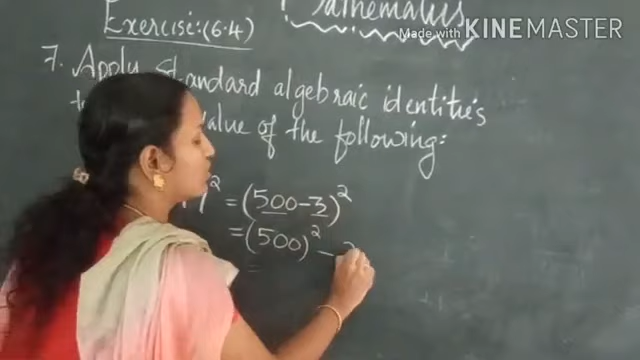 Mathematics
Made with KINEMASTER
Exercise:(6.4)
7. Apply standard algebraic identities
value of the following:
² = (500-3)²
= (500)² -
=